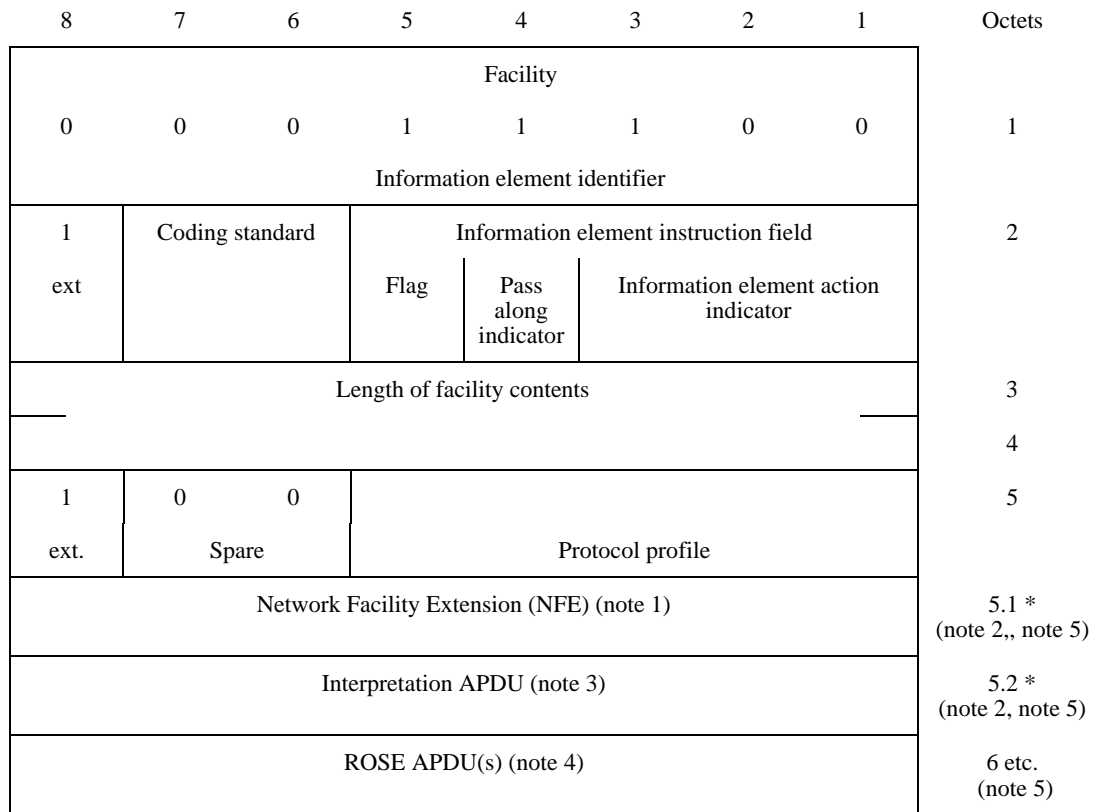 8 7 6 5 4 3 2 1 Octets
Facility
0 0 0 1 1 1 0 0 1
Information element identifier
1 Coding standard Information element instruction field 2
ext Flag Pass along indicator Information element action indicator
Length of facility contents 3
4
1 0 0 5
ext. Spare Protocol profile
Network Facility Extension (NFE) (note 1) 5.1 *
(note 2,, note 5)
Interpretation APDU (note 3) 5.2 *
(note 2, note 5)
ROSE APDU(s) (note 4) 6 etc.
(note 5)